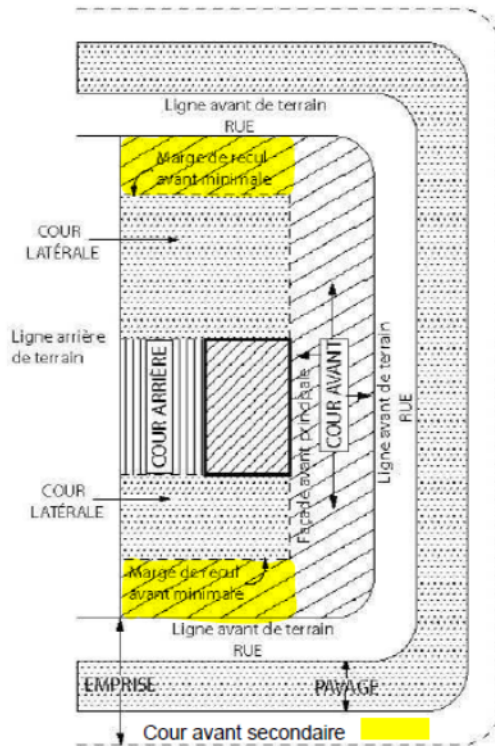 Ligne avant de terrain
RUE
Marge de recul
avant minimale
COUR
LATÉRALE
Ligne arrière
de terrain
COUR ARRIÈRE
Façade avant principale
COUR AVANT
Ligne avant de terrain
RUE
COUR
LATÉRALE
Marge de recul
avant minimale
Ligne avant de terrain
RUE
EMPRISE
PAVAGE
Cour avant secondaire